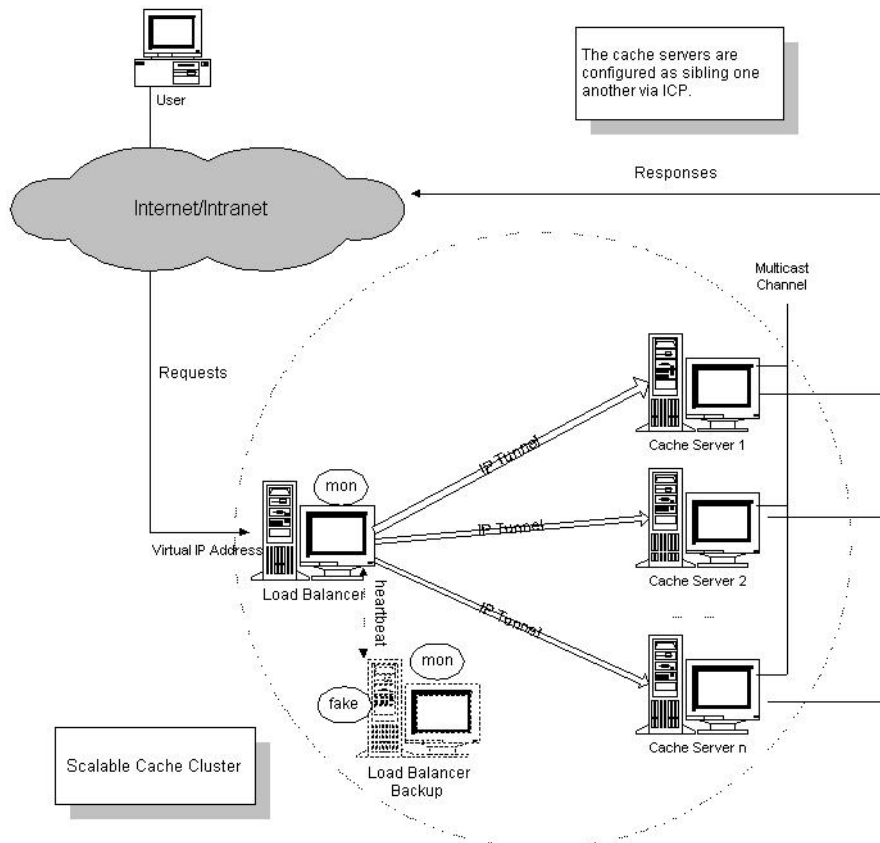 User
The cache servers are
configured as sibling one
another via ICP.
Internet/Intranet
Responses
Multicast
Channel
Requests
IP Tunnel
Cache Server 1
mon
IP Tunnel
Virtual IP Address
Cache Server 2
Load Balancer
heartbeat
IP Tunnel
... ...
mon
fake
Cache Server n
Scalable Cache Cluster
Load Balancer
Backup